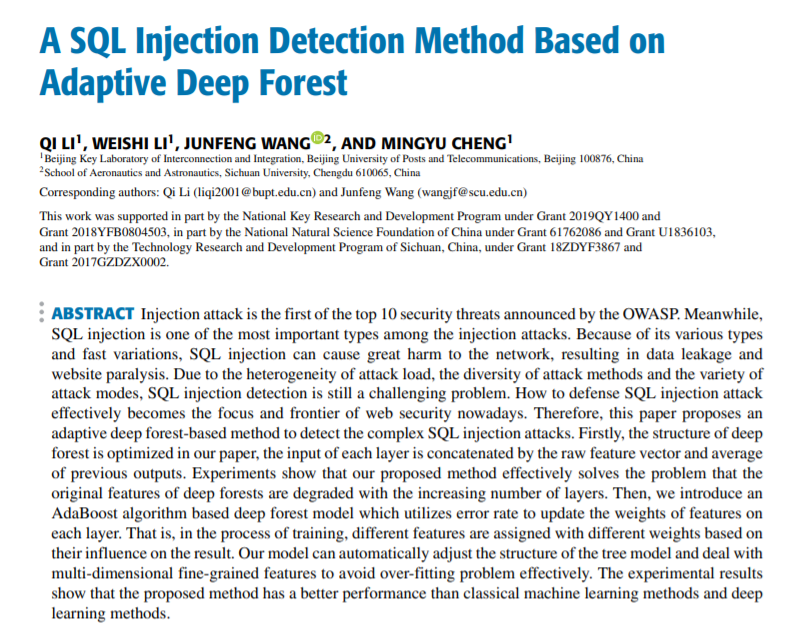 A SQL Injection Detection Method Based on
Adaptive Deep Forest
QI LI1, WEISHI LI1, JUNFENG WANG iD 2, AND MINGYU CHENG1
1Beijing Key Laboratory of Interconnection and Integration, Beijing University of Posts and Telecommunications, Beijing 100876, China
2School of Aeronautics and Astronautics, Sichuan University, Chengdu 610065, China
Corresponding authors: Qi Li (liqi2001@bupt.edu.cn) and Junfeng Wang (wangjf@scu.edu.cn)
This work was supported in part by the National Key Research and Development Program under Grant 2019QY1400 and
Grant 2018YFB0804503, in part by the National Natural Science Foundation of China under Grant 61762086 and Grant U1836103,
and in part by the Technology Research and Development Program of Sichuan, China, under Grant 18ZDYF3867 and
Grant 2017GZDZX0002.
ABSTRACT Injection attack is the first of the top 10 security threats announced by the OWASP. Meanwhile,
SQL injection is one of the most important types among the injection attacks. Because of its various types
and fast variations, SQL injection can cause great harm to the network, resulting in data leakage and
website paralysis. Due to the heterogeneity of attack load, the diversity of attack methods and the variety of
attack modes, SQL injection detection is still a challenging problem. How to defense SQL injection attack
effectively becomes the focus and frontier of web security nowadays. Therefore, this paper proposes an
adaptive deep forest-based method to detect the complex SQL injection attacks. Firstly, the structure of deep
forest is optimized in our paper, the input of each layer is concatenated by the raw feature vector and average
of previous outputs. Experiments show that our proposed method effectively solves the problem that the
original features of deep forests are degraded with the increasing number of layers. Then, we introduce an
AdaBoost algorithm based deep forest model which utilizes error rate to update the weights of features on
each layer. That is, in the process of training, different features are assigned with different weights based on
their influence on the result. Our model can automatically adjust the structure of the tree model and deal with
multi-dimensional fine-grained features to avoid over-fitting problem effectively. The experimental results
show that the proposed method has a better performance than classical machine learning methods and deep
learning methods.